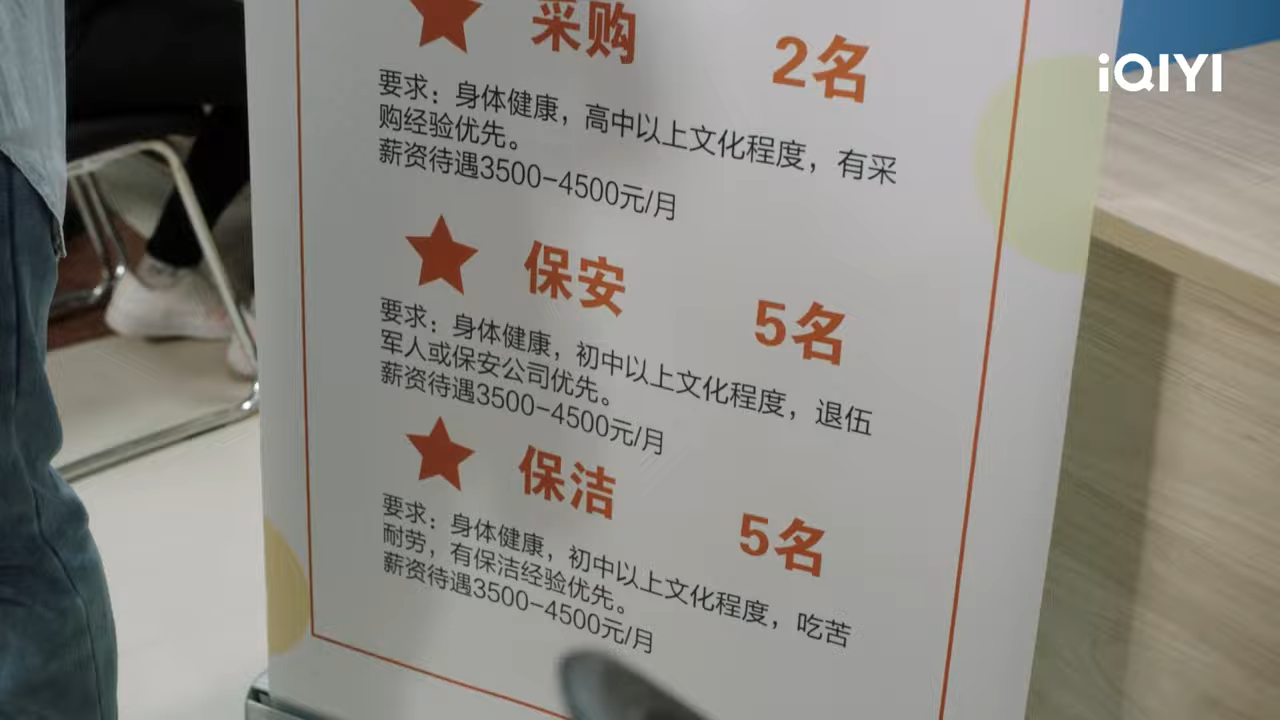 采购 2名
要求：身体健康，高中以上文化程度，有采
购经验优先。
薪资待遇3500-4500元/月
保安 5名
要求：身体健康，初中以上文化程度，退伍
军人或保安公司优先。
薪资待遇3500-4500元/月
保洁 5名
要求：身体健康，初中以上文化程度，吃苦
耐劳，有保洁经验优先。
薪资待遇3500-4500元/月
iQIYI